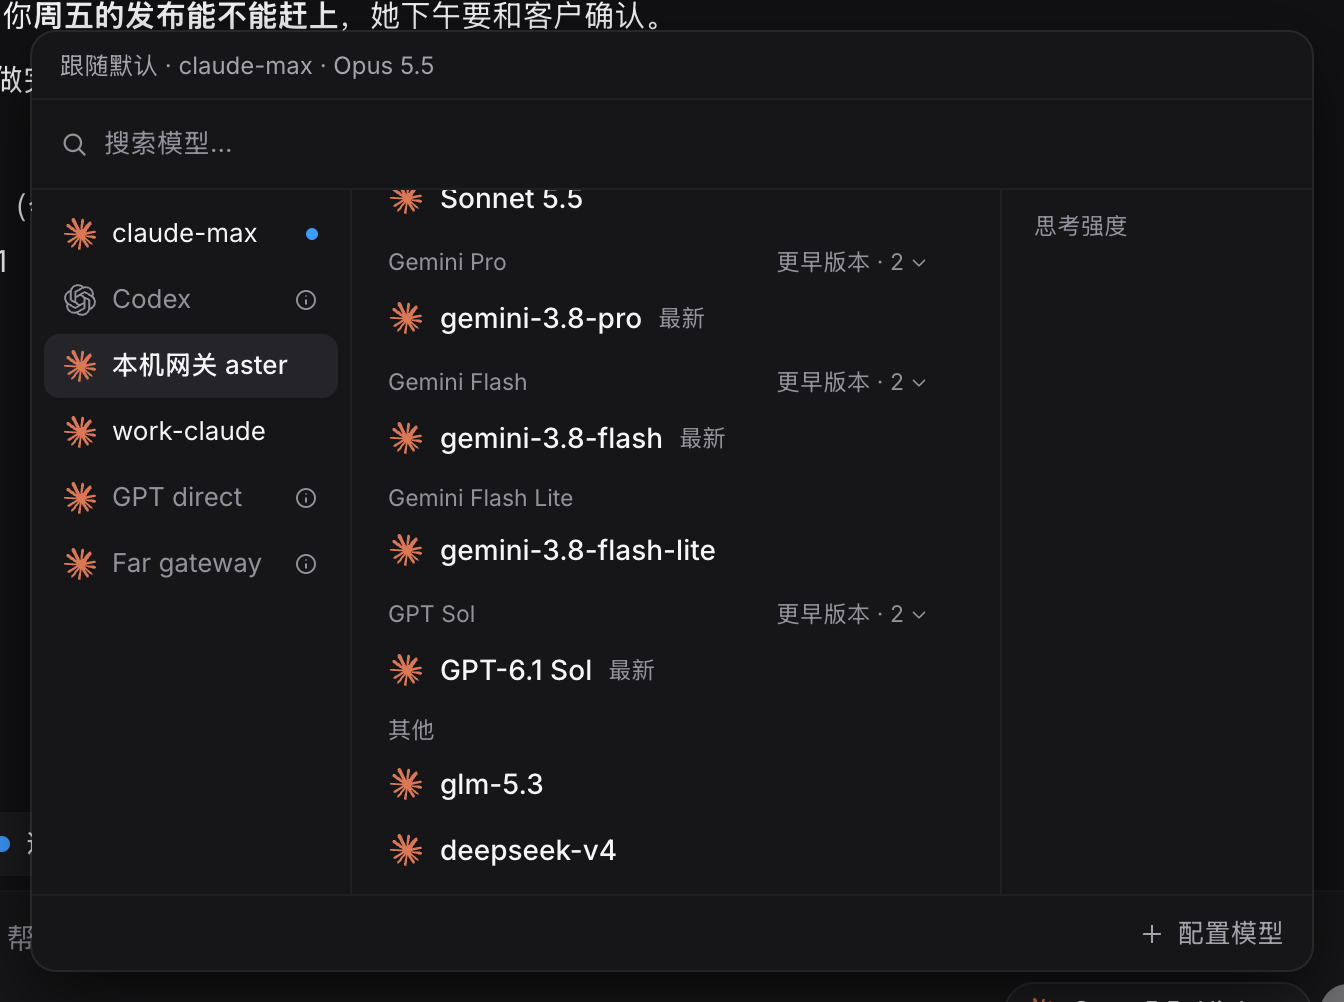 你周五的发布能不能赶上，她下午要和客户确认。
跟随默认 · claude-max · Opus 5.5
搜索模型...
claude-max
Codex
本机网关 aster
work-claude
GPT direct
Far gateway
Sonnet 5.5
Gemini Pro 更早版本 · 2
gemini-3.8-pro 最新
Gemini Flash 更早版本 · 2
gemini-3.8-flash 最新
Gemini Flash Lite
gemini-3.8-flash-lite
GPT Sol 更早版本 · 2
GPT-6.1 Sol 最新
其他
glm-5.3
deepseek-v4
思考强度
+ 配置模型
帮